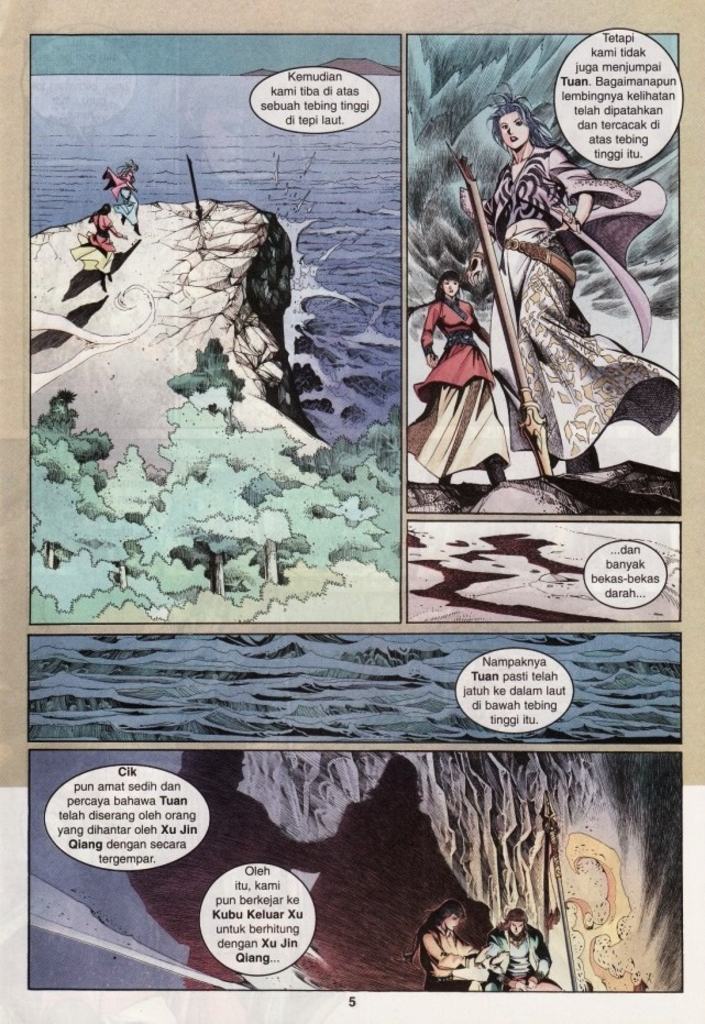 Kemudian
kami tiba di atas
sebuah tebing tinggi
di tepi laut.
Tetapi
kami tidak
juga menjumpai
Tuan. Bagaimanapun
lembingnya kelihatan
telah dipatahkan
dan tercacak di
atas tebing
tinggi itu.
...dan
banyak
bekas-bekas
darah...
Nampaknya
Tuan pasti telah
jatuh ke dalam laut
di bawah tebing
tinggi itu.
Cik
pun amat sedih dan
percaya bahawa Tuan
telah diserang oleh orang
yang dihantar oleh Xu Jin
Qiang dengan secara
tergempar.
Oleh
itu, kami
pun berkejar ke
Kubu Keluar Xu
untuk berhitung
dengan Xu Jin
Qiang...
5